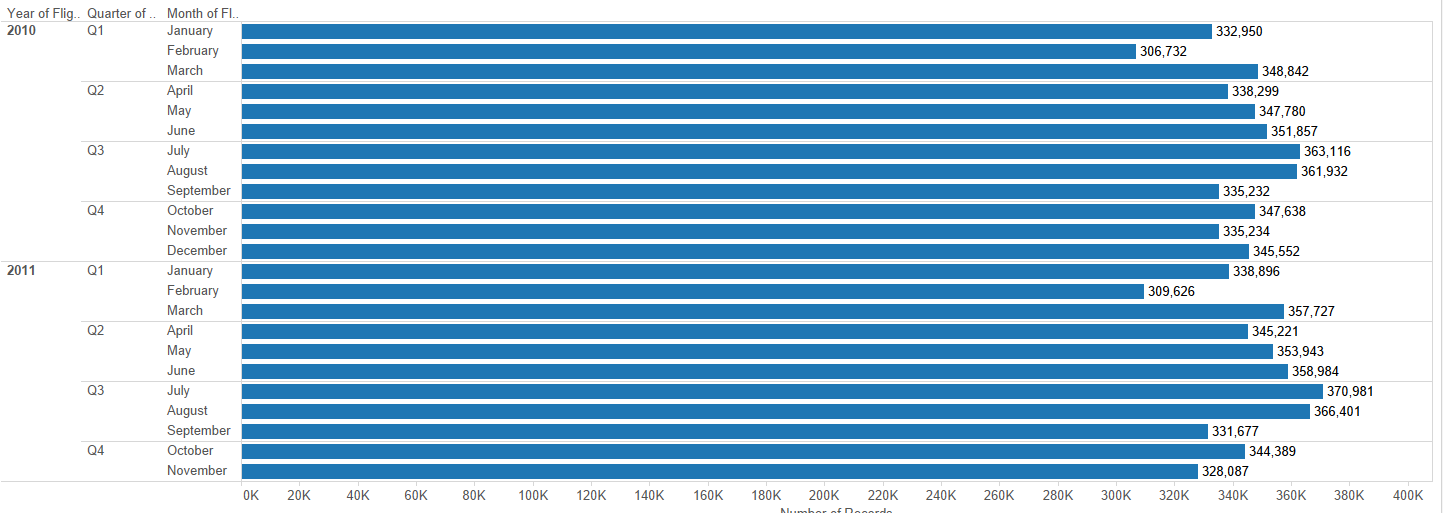 Year of Flig.. Quarter of .. Month of Fl..
2010 Q1 January 332,950
February 306,732
March 348,842
Q2 April 338,299
May 347,780
June 351,857
Q3 July 363,116
August 361,932
September 335,232
Q4 October 347,638
November 335,234
December 345,552
2011 Q1 January 338,896
February 309,626
March 357,727
Q2 April 345,221
May 353,943
June 358,984
Q3 July 370,981
August 366,401
September 331,677
Q4 October 344,389
November 328,087
0K 20K 40K 60K 80K 100K 120K 140K 160K 180K 200K 220K 240K 260K 280K 300K 320K 340K 360K 380K 400K
Number of Records